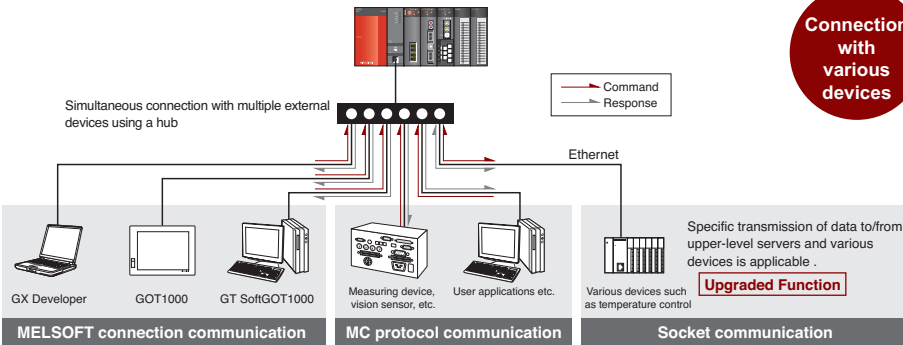 Connection
with
various
devices
Command
Response
Simultaneous connection with multiple external
devices using a hub
Ethernet
Specific transmission of data to/from
upper-level servers and various
devices is applicable .
Upgraded Function
GX Developer
GOT1000
GT SoftGOT1000
Measuring device,
vision sensor, etc.
User applications etc.
Various devices such
as temperature control
MELSOFT connection communication
MC protocol communication
Socket communication